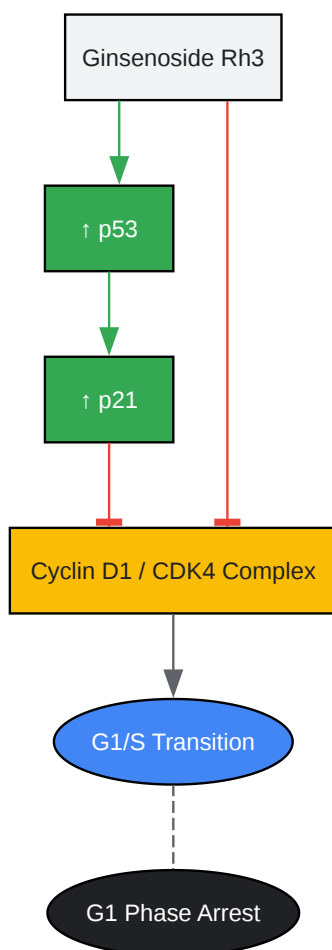 Ginsenoside Rh3
↑ p53
↑ p21
Cyclin D1 / CDK4 Complex
G1/S Transition
G1 Phase Arrest